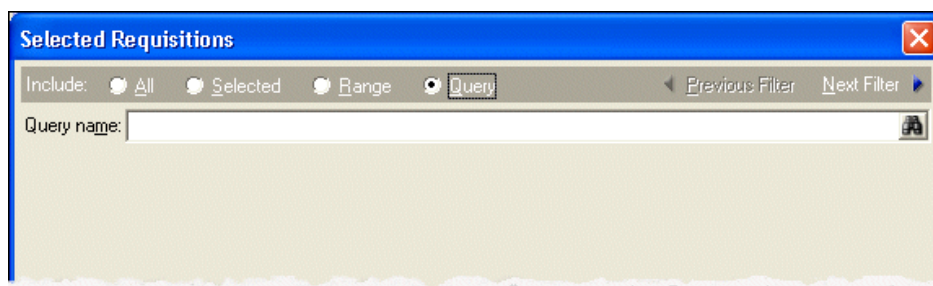 Selected Requisitions
Include: All Selected Range Query Previous Filter Next Filter
Query name: